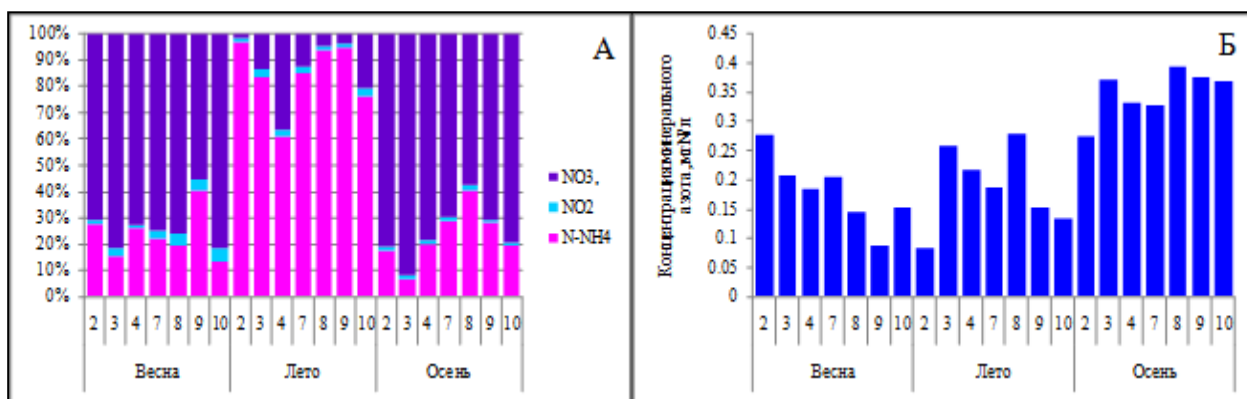 А
100%
90%
80%
70%
60%
50%
40%
30%
20%
10%
0%
2 3 4 7 8 9 10 2 3 4 7 8 9 10 2 3 4 7 8 9 10
Весна Лето Осень
NO3,
NO2
N-NH4
Б
Концентрация минерального
азота, мгN/л
0.45
0.4
0.35
0.3
0.25
0.2
0.15
0.1
0.05
0
2 3 4 7 8 9 10 2 3 4 7 8 9 10 2 3 4 7 8 9 10
Весна Лето Осень